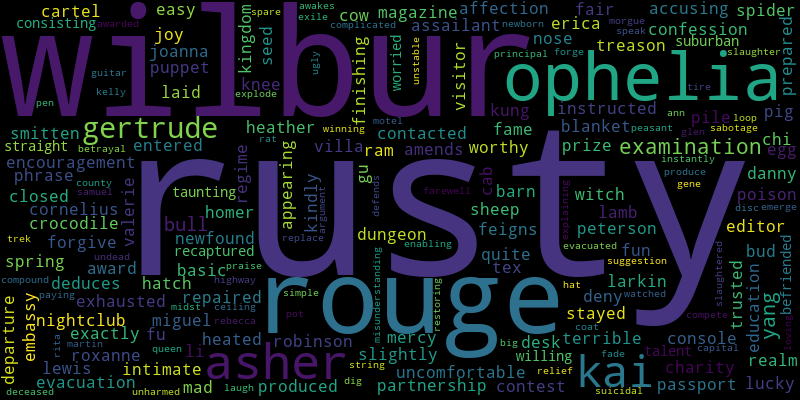 cartel
awarded
easy
cow magazine
affection
fair
accusing
spider
consisting
kingdom
seed
joanna
joy
puppet
knee
laid
guitar
pen
kelly
explode
ugly
spare
awakes
exile
complicated
newborn
morgue
speak
assailant
worried
unstable
finishing
visitor
nose
erica
treason
confession
suburban
principal
forge
slaughter
prepared
wilbur
ophelia
tire
smitten
gertrude
heather
winning
motel
contacted
kung
fame
instructed
blanket
prize
ann
pile
loop
sabotage
pig
peasant
glen
examination
chi
egg
straight
betrayal
entered
rat
villa
ram
amends
worthy
encouragement
phrase
county
samuel
valerie
regime
appearing
kindly
argument
gu
defends
farewell
cab
barn
sheep
witch
lamb
explaining
instantly
produce
gene
danny
poison
closed
cornelius
crocodile
taunting
homer
bull
rusty
feigns
peterson
disc
emerge
editor
trek
undead
forgive
newfound
recaptured
replace
dungeon
enabling
quite
tex
evacuated
suggestion
fun
bud
spring
award
basic
praise
compound
paying
deduces
hatch
highway
hat
watched
larkin
deny
trusted
slaughtered
education
befriended
yang
departure
embassy
exhausted
repaired
midst
simple
rouge
misunderstanding
restoring
stayed
coat
compete
nightclub
miguel
ceiling
pot
exactly
fu
heated
rebecca
robinson
mercy
big
desk
terrible
console
capital
losing
rita
martin
roxanne
li
asher
slightly
willing
fade
kai
talent
realm
lewis
queen
intimate
string
uncomfortable
relief
charity
evacuation
mad
produced
dig
partnership
contest
passport
lucky
deceased
unharmed
laugh
suicidal